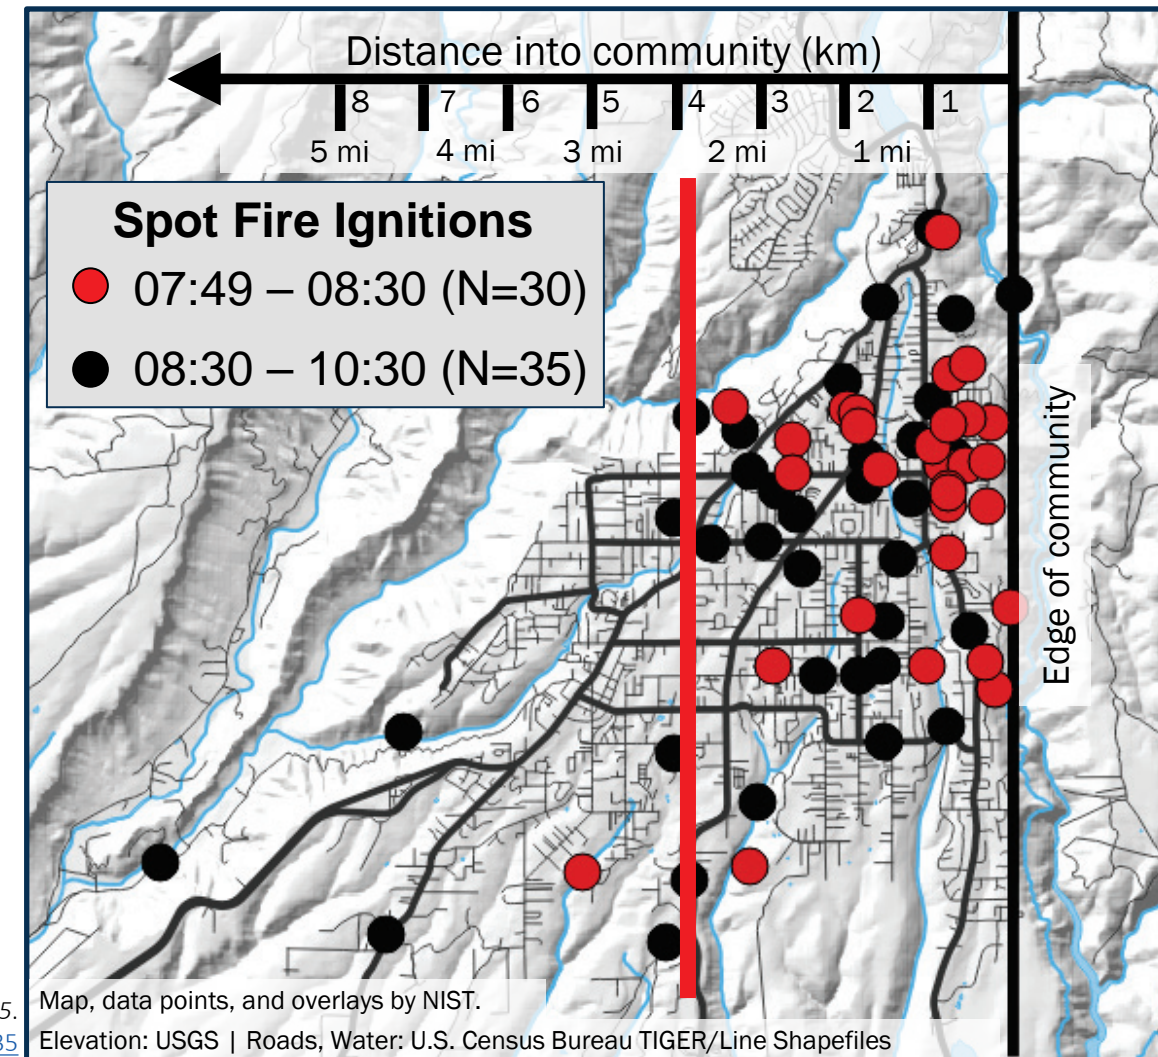 Distance into community (km)
8 7 6 5 4 3 2 1
5 mi 4 mi 3 mi 2 mi 1 mi
Spot Fire Ignitions
07:49 – 08:30 (N=30)
08:30 – 10:30 (N=35)
Edge of community
5.
Map, data points, and overlays by NIST.
35
Elevation: USGS | Roads, Water: U.S. Census Bureau TIGER/Line Shapefiles